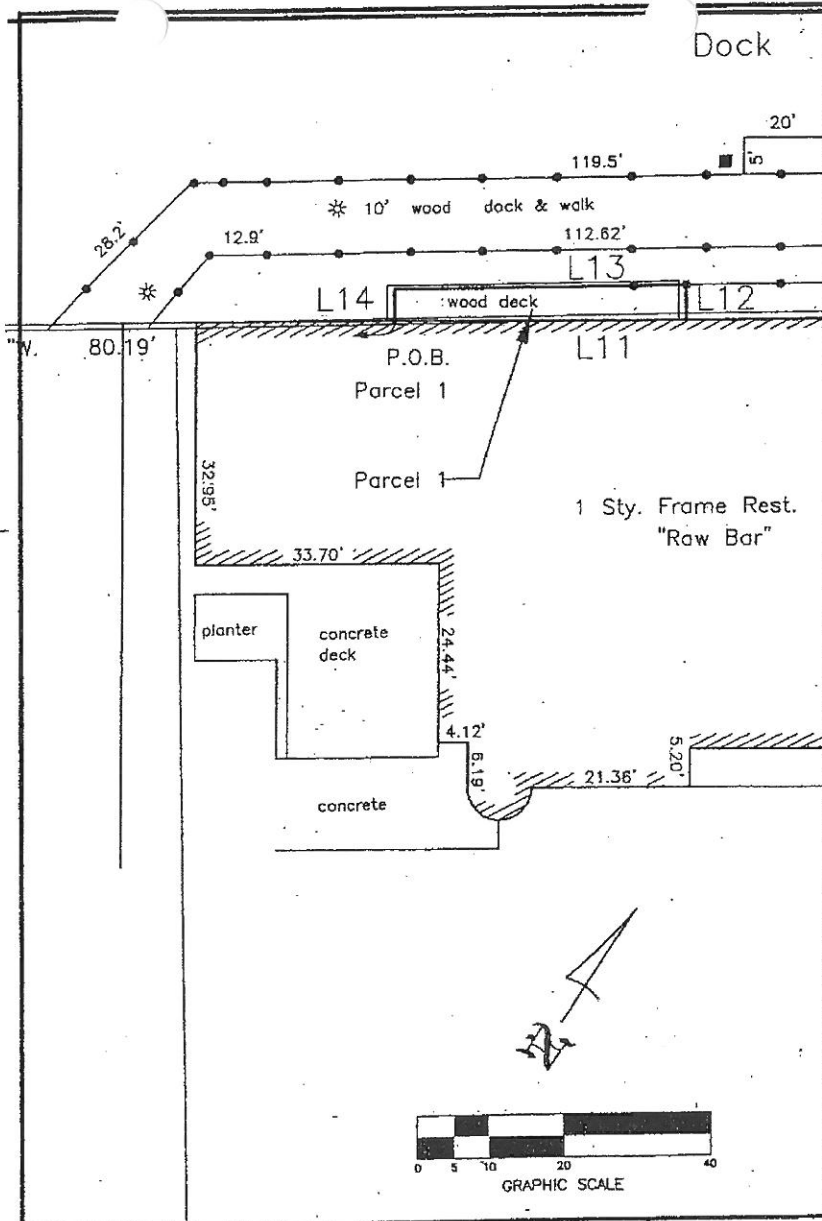 Dock
20'
5'
119.5'
28.2'
10' wood dock & walk
12.9'
112.62'
L13
L14
wood deck
L12
"W.
80.19'
P.O.B.
L11
Parcel 1
Parcel 1
32.95'
1 Sty. Frame Rest.
"Raw Bar"
33.70'
planter
concrete
deck
24.44'
4.12'
6.19'
5.20'
21.36'
concrete
N
0 5 10 20 40
GRAPHIC SCALE